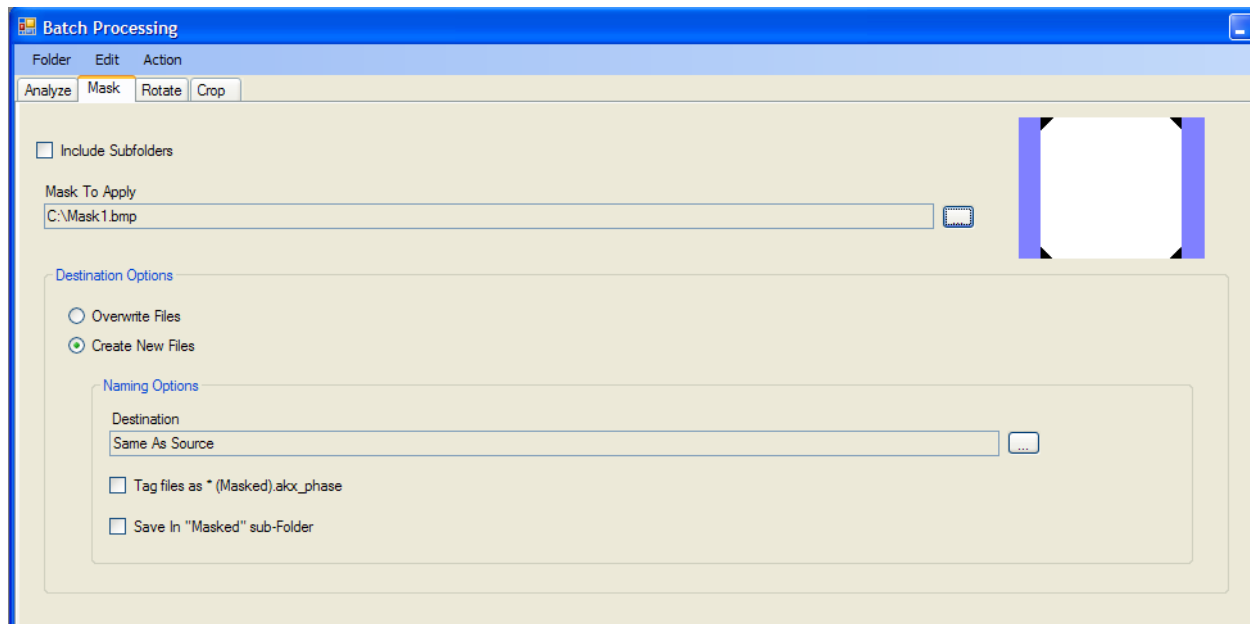 Batch Processing
Folder Edit Action
Analyze Mask Rotate Crop
Include Subfolders
Mask To Apply
C:\Mask1.bmp
...
Destination Options
Overwrite Files
Create New Files
Naming Options
Destination
Same As Source
...
Tag files as * (Masked).akx_phase
Save In "Masked" sub-Folder